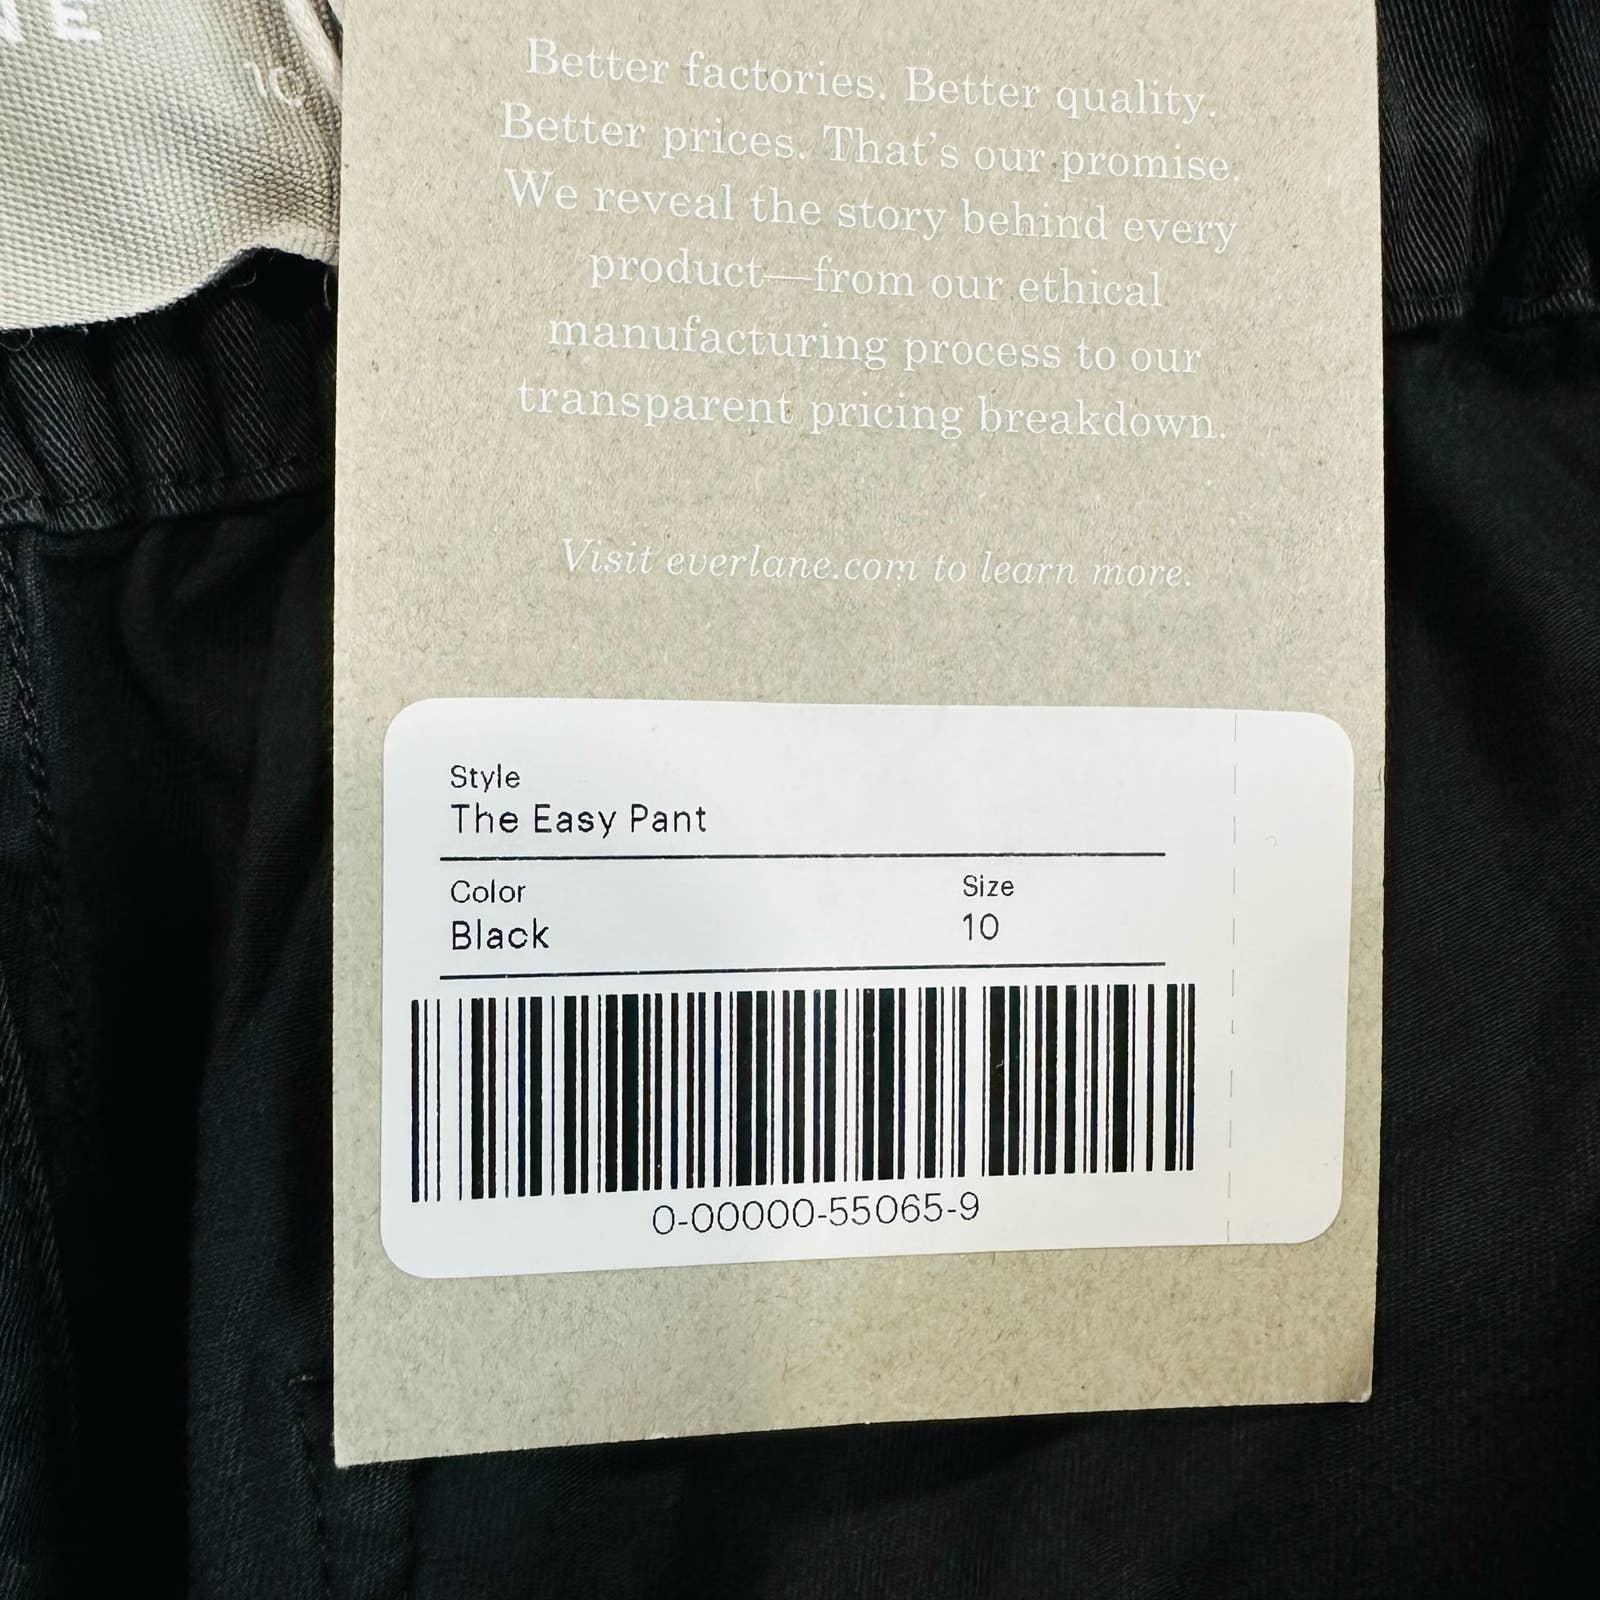 NE
10
Better factories. Better quality.
Better prices. That's our promise.
We reveal the story behind every
product—from our ethical
manufacturing process to our
transparent pricing breakdown.
Visit everlane.com to learn more.
Style
The Easy Pant
Color
Size
Black
10
0-00000-55065-9